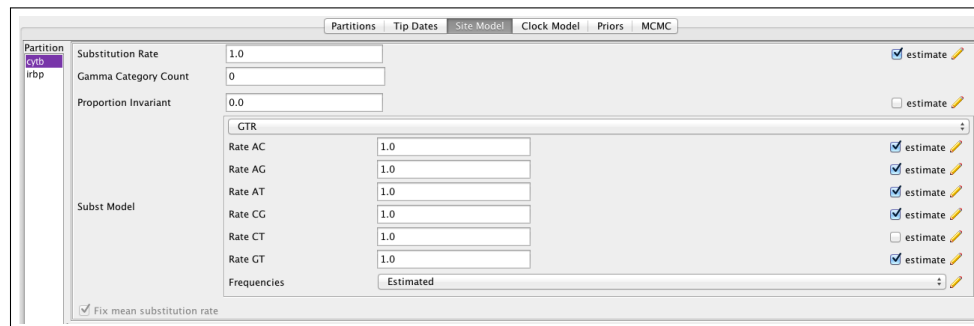 Partitions Tip Dates Site Model Clock Model Priors MCMC
Partition
cytb
irbp
Substitution Rate 1.0 estimate
Gamma Category Count 0
Proportion Invariant 0.0 estimate
GTR
Rate AC 1.0 estimate
Rate AG 1.0 estimate
Rate AT 1.0 estimate
Subst Model
Rate CG 1.0 estimate
Rate CT 1.0 estimate
Rate GT 1.0 estimate
Frequencies Estimated
Fix mean substitution rate